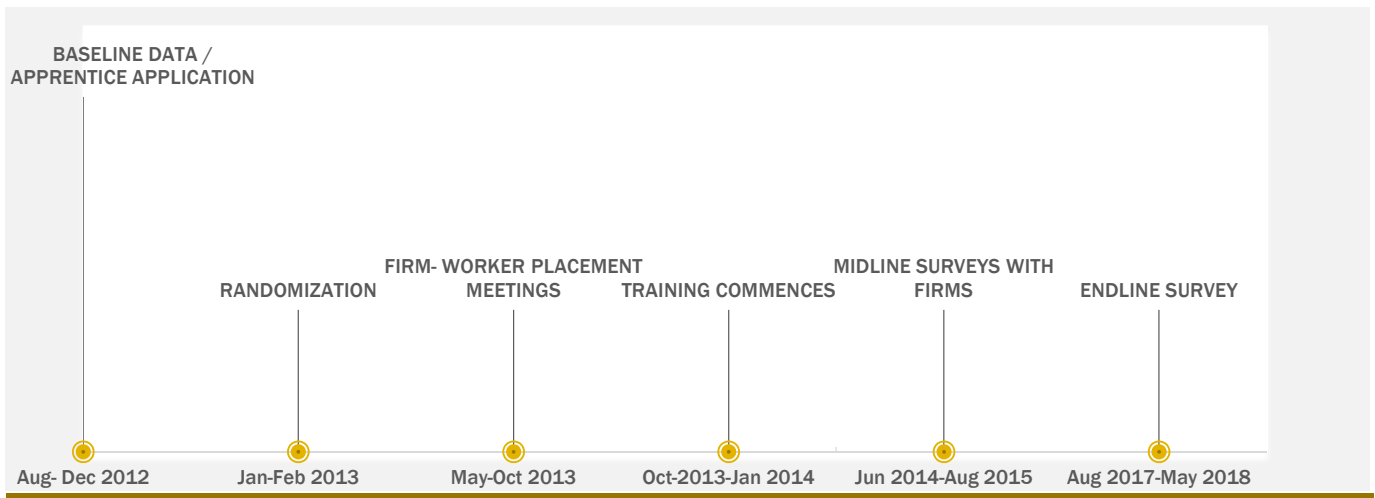 BASELINE DATA /
APPRENTICE APPLICATION
RANDOMIZATION
FIRM- WORKER PLACEMENT
MEETINGS
TRAINING COMMENCES
MIDLINE SURVEYS WITH
FIRMS
ENDLINE SURVEY
Aug- Dec 2012
Jan-Feb 2013
May-Oct 2013
Oct-2013-Jan 2014
Jun 2014-Aug 2015
Aug 2017-May 2018